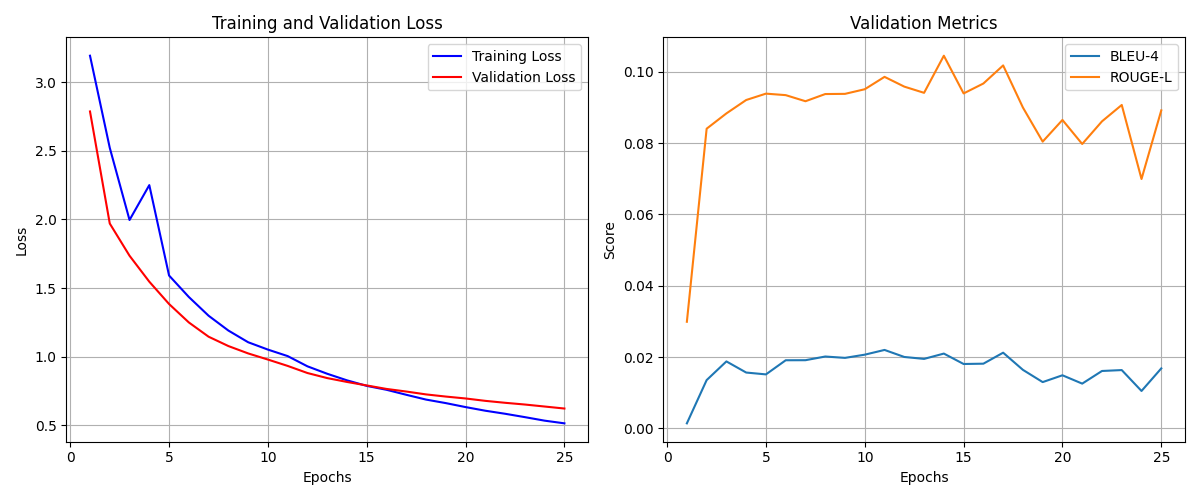 Training and Validation Loss
Training Loss
Validation Loss
3.0
2.5
2.0
1.5
1.0
0.5
Loss
0 5 10 15 20 25
Epochs
Validation Metrics
BLEU-4
ROUGE-L
0.10
0.08
0.06
0.04
0.02
0.00
Score
0 5 10 15 20 25
Epochs